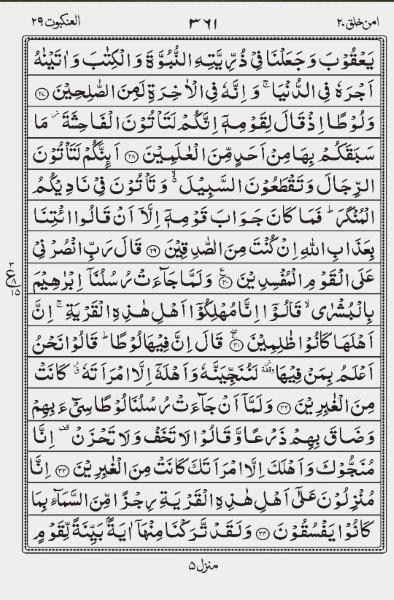 امن خلق ٢٠ ٣٦١ العنكبوت ٢٩
يَعْقُوْبَ وَجَعَلْنَا فِيْ ذُرِّيَّتِهِ النُّبُوَّةَ وَالْكِتٰبَ وَاٰتَيْنٰهُ
اَجْرَهٗ فِي الدُّنْيَا ۚ وَاِنَّهٗ فِي الْاٰخِرَةِ لَمِنَ الصّٰلِحِيْنَ ﴿٢٧﴾
وَلُوْطًا اِذْ قَالَ لِقَوْمِهٖٓ اِنَّكُمْ لَتَاْتُوْنَ الْفَاحِشَةَ ۡ مَا
سَبَقَكُمْ بِهَا مِنْ اَحَدٍ مِّنَ الْعٰلَمِيْنَ ﴿٢٨﴾ اَىِٕنَّكُمْ لَتَاْتُوْنَ
الرِّجَالَ وَتَقْطَعُوْنَ السَّبِيْلَ ۙ وَتَاْتُوْنَ فِيْ نَادِيْكُمُ
الْمُنْكَرَ ۭ فَمَا كَانَ جَوَابَ قَوْمِهٖٓ اِلَّآ اَنْ قَالُوا ائْتِنَا
بِعَذَابِ اللّٰهِ اِنْ كُنْتَ مِنَ الصّٰدِقِيْنَ ﴿٢٩﴾ قَالَ رَبِّ انْصُرْنِيْ
عَلَى الْقَوْمِ الْمُفْسِدِيْنَ ﴿٣٠﴾ وَلَمَّا جَآءَتْ رُسُلُنَآ اِبْرٰهِيْمَ
بِالْبُشْرٰى ۙ قَالُوْٓا اِنَّا مُهْلِكُوْٓا اَهْلِ هٰذِهِ الْقَرْيَةِ ۚ اِنَّ
اَهْلَهَا كَانُوْا ظٰلِمِيْنَ ﴿٣١﴾ قَالَ اِنَّ فِيْهَا لُوْطًا ۭ قَالُوْا نَحْنُ
اَعْلَمُ بِمَنْ فِيْهَا ۡ لَنُنَجِّيَنَّهٗ وَاَهْلَهٗٓ اِلَّا امْرَاَتَهٗ ۡ كَانَتْ
مِنَ الْغٰبِرِيْنَ ﴿٣٢﴾ وَلَمَّآ اَنْ جَآءَتْ رُسُلُنَا لُوْطًا سِيْٓءَ بِهِمْ
وَضَاقَ بِهِمْ ذَرْعًا وَّقَالُوْا لَا تَخَفْ وَلَا تَحْزَنْ ۣ اِنَّا
مُنَجُّوْكَ وَاَهْلَكَ اِلَّا امْرَاَتَكَ كَانَتْ مِنَ الْغٰبِرِيْنَ ﴿٣٣﴾ اِنَّا
مُنْزِلُوْنَ عَلٰٓى اَهْلِ هٰذِهِ الْقَرْيَةِ رِجْزًا مِّنَ السَّمَآءِ بِمَا
كَانُوْا يَفْسُقُوْنَ ﴿٣٤﴾ وَلَقَدْ تَّرَكْنَا مِنْهَآ اٰيَةًۢ بَيِّنَةً لِّقَوْمٍ
منزل ٥